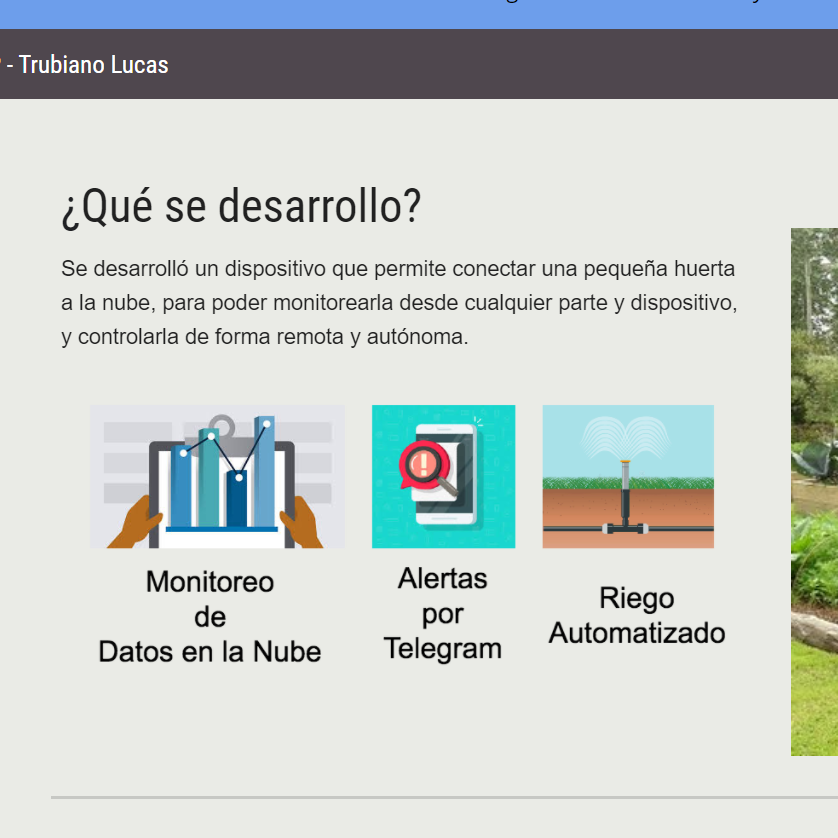 - Trubiano Lucas
¿Qué se desarrollo?
Se desarrolló un dispositivo que permite conectar una pequeña huerta
a la nube, para poder monitorearla desde cualquier parte y dispositivo,
y controlarla de forma remota y autónoma.
Monitoreo
de
Datos en la Nube
Alertas
por
Telegram
Riego
Automatizado